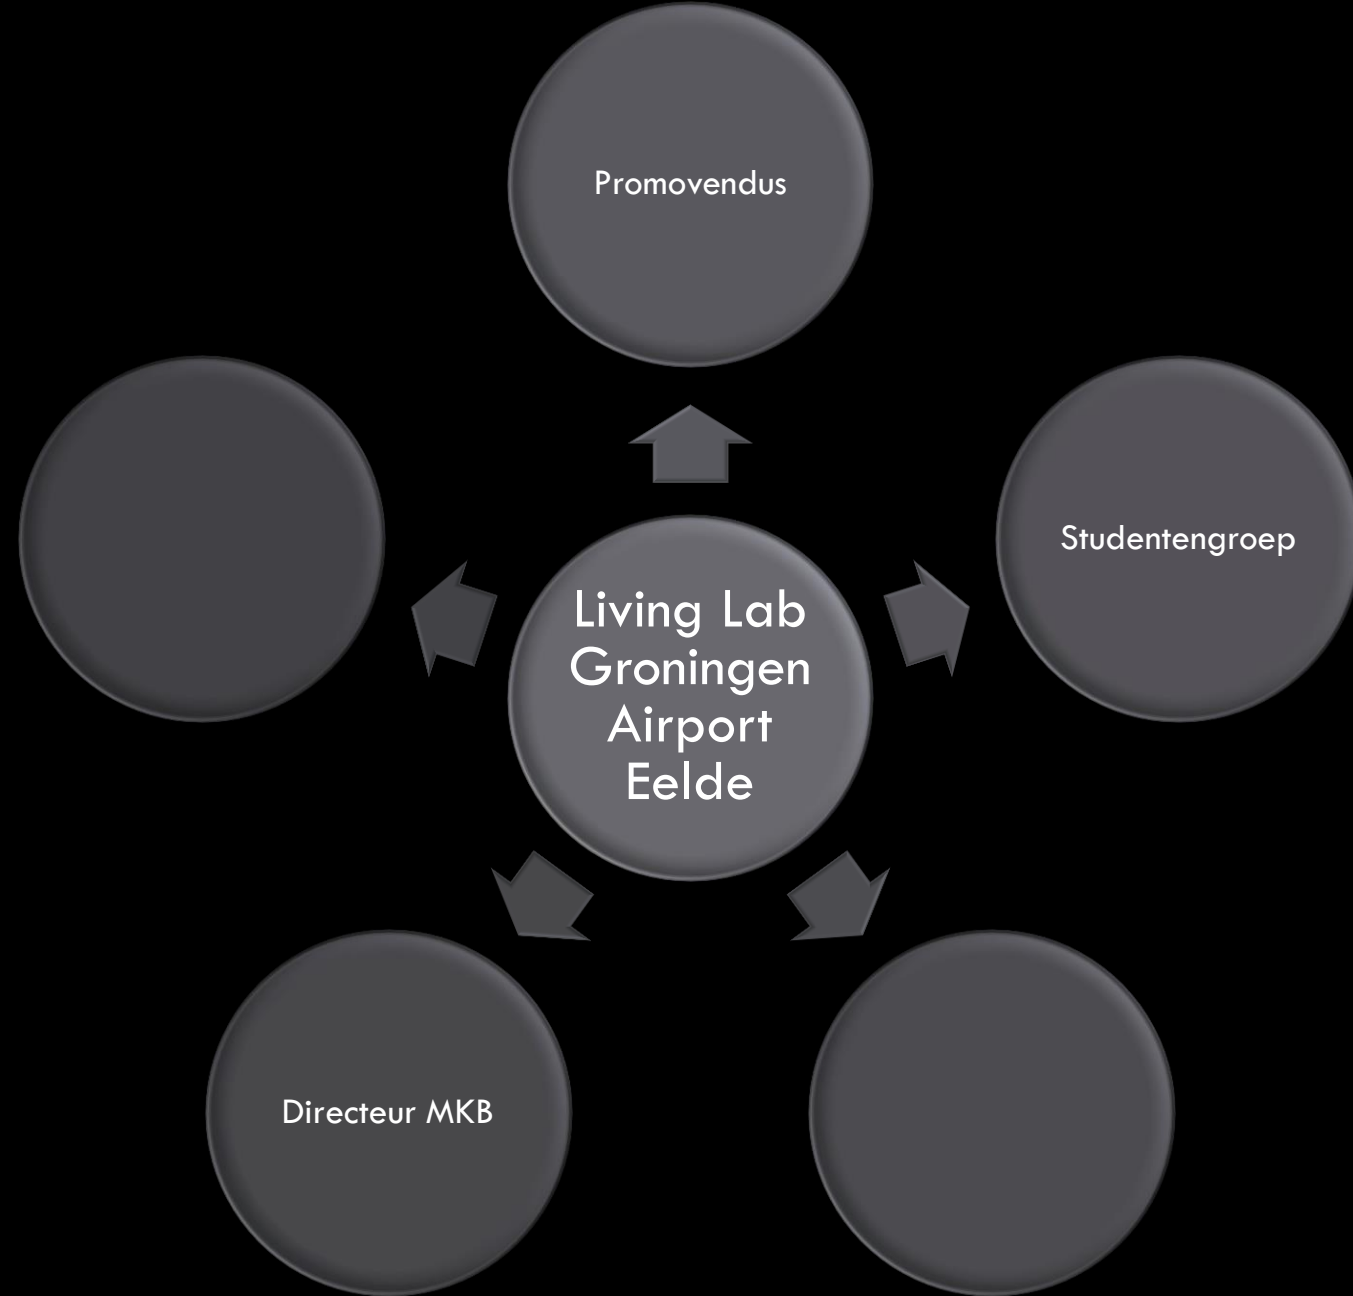 Promovendus
Studentengroep
Living Lab
Groningen
Airport
Eelde
Directeur MKB